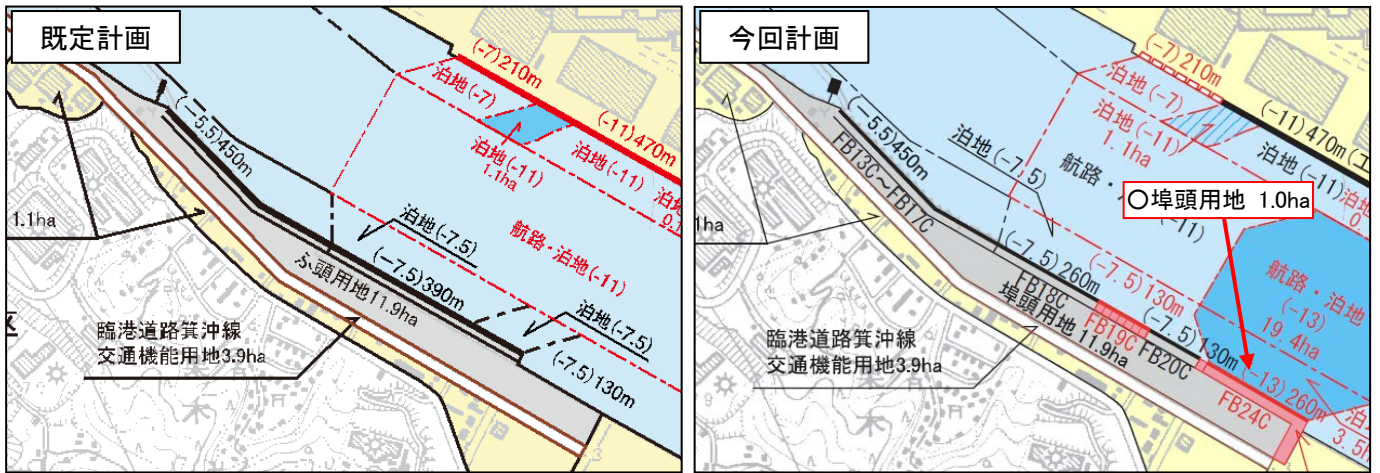 既定計画
(-7)210m
泊地(-7)
(-11)470m
泊地(-11)
泊地(-11)
1.1ha
(-5.5)450m
泊地(-7.5)
航路・泊地(-11)
(-7.5)390m
ふ頭用地11.9ha
泊地(-7.5)
(-7.5)130m
1.1ha
臨港道路箕沖線
交通機能用地3.9ha
区
今回計画
(-7)210m
泊地(-7)
(-11)470m(工
泊地(-11)
1.1ha
泊地(-11)
(-5.5)450m
FB13C~FB17C
泊地(-7.5)
航路・
(-11)
〇埠頭用地 1.0ha
(-7.5)260m
(-7.5)130m
FB18C
埠頭用地 11.9ha
FB19C
(-7.5)130m
FB20C
航路・泊地
(-13)
19.4ha
(-13)260m
FB24C
3.5h
1ha
臨港道路箕沖線
交通機能用地3.9ha